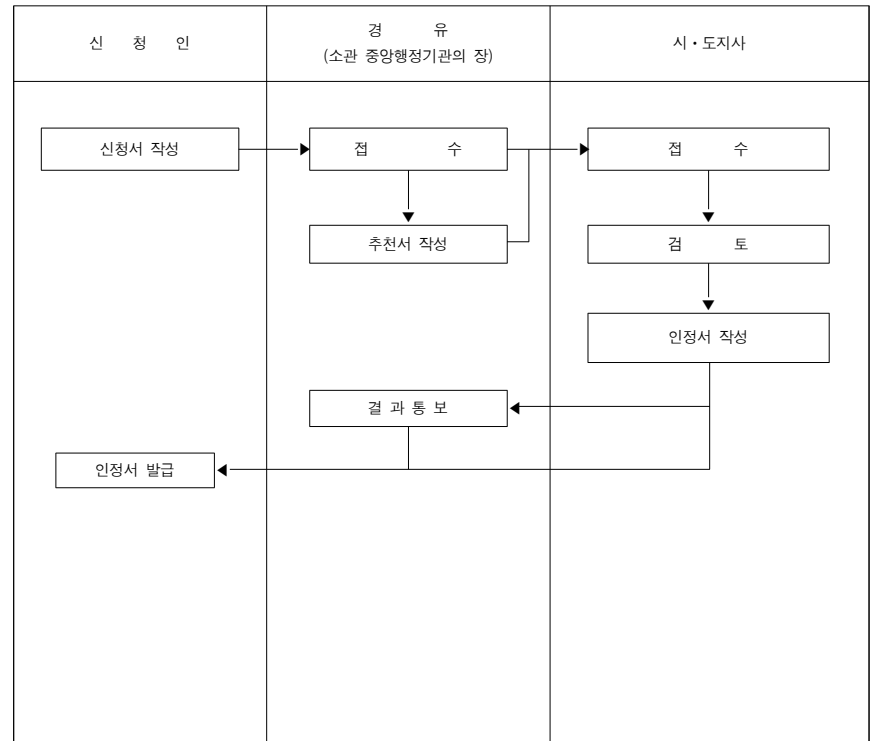 신 청 인
경 유
(소관 중앙행정기관의 장)
시·도지사
신청서 작성
접 수
접 수
추천서 작성
검 토
인정서 작성
결 과 통 보
인정서 발급